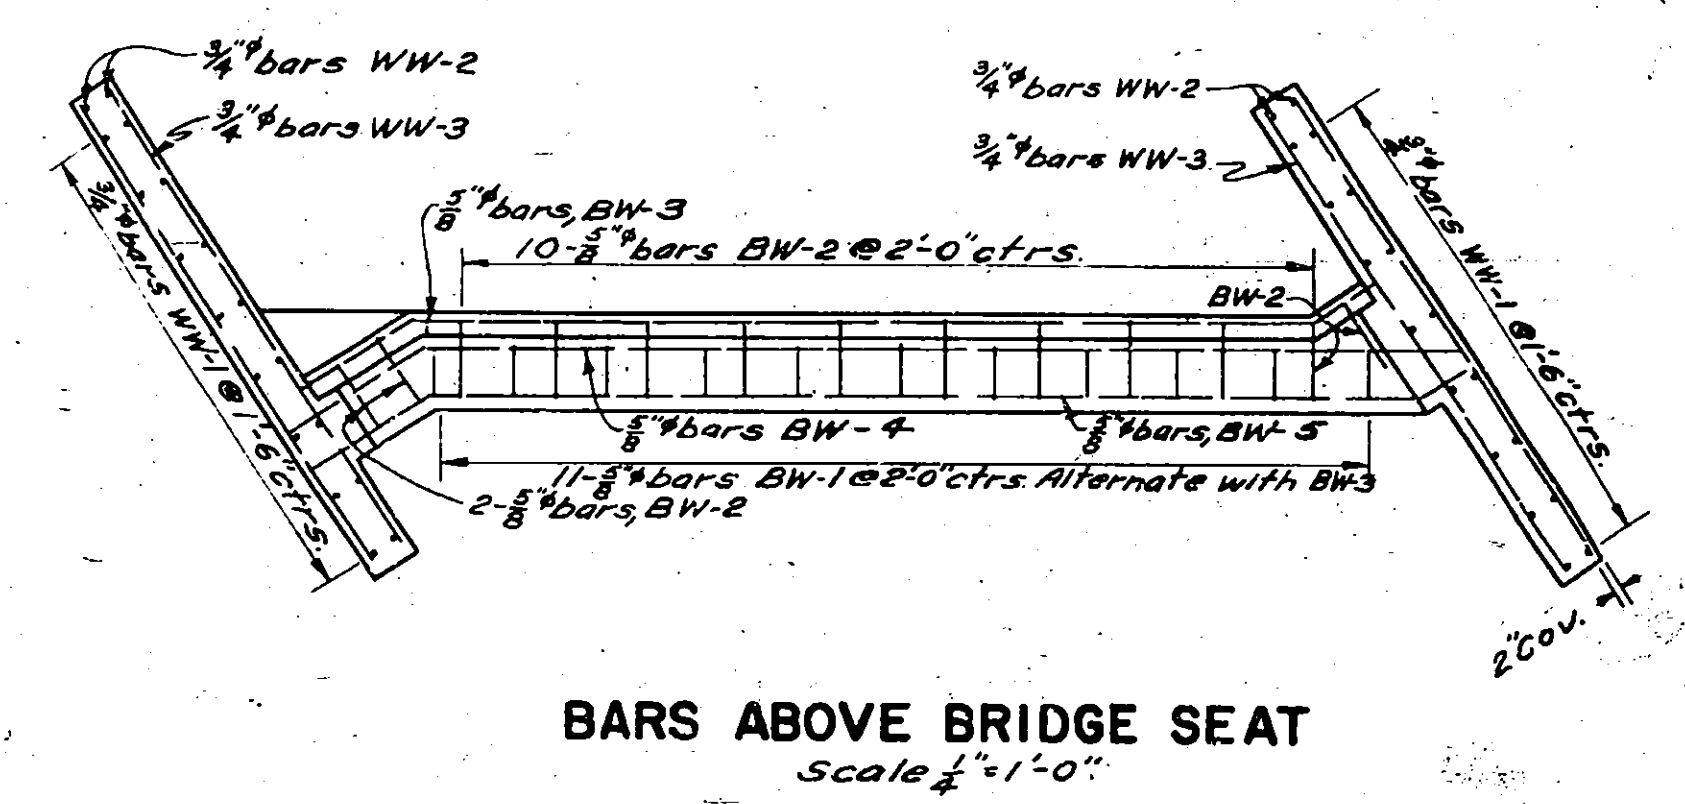 3/4"φ bars WW-2
3/4"φ bars WW-3
3/4"φ bars WW-2
3/4"φ bars WW-3
3/4"φ bars WW-1 @ 1'-6" ctrs.
5/8"φ bars, BW-3
10-5/8"φ bars BW-2 @ 2'-0" ctrs.
BW-2
φ bars WW-1 @ 1'-6" ctrs.
5/8"φ bars BW-4
5/8"φ bars, BW-5
11-5/8"φ bars BW-1 @ 2'-0" ctrs. Alternate with BW-3
2-5/8"φ bars, BW-2
2" Cov.
BARS ABOVE BRIDGE SEAT
Scale 1/4" = 1'-0"